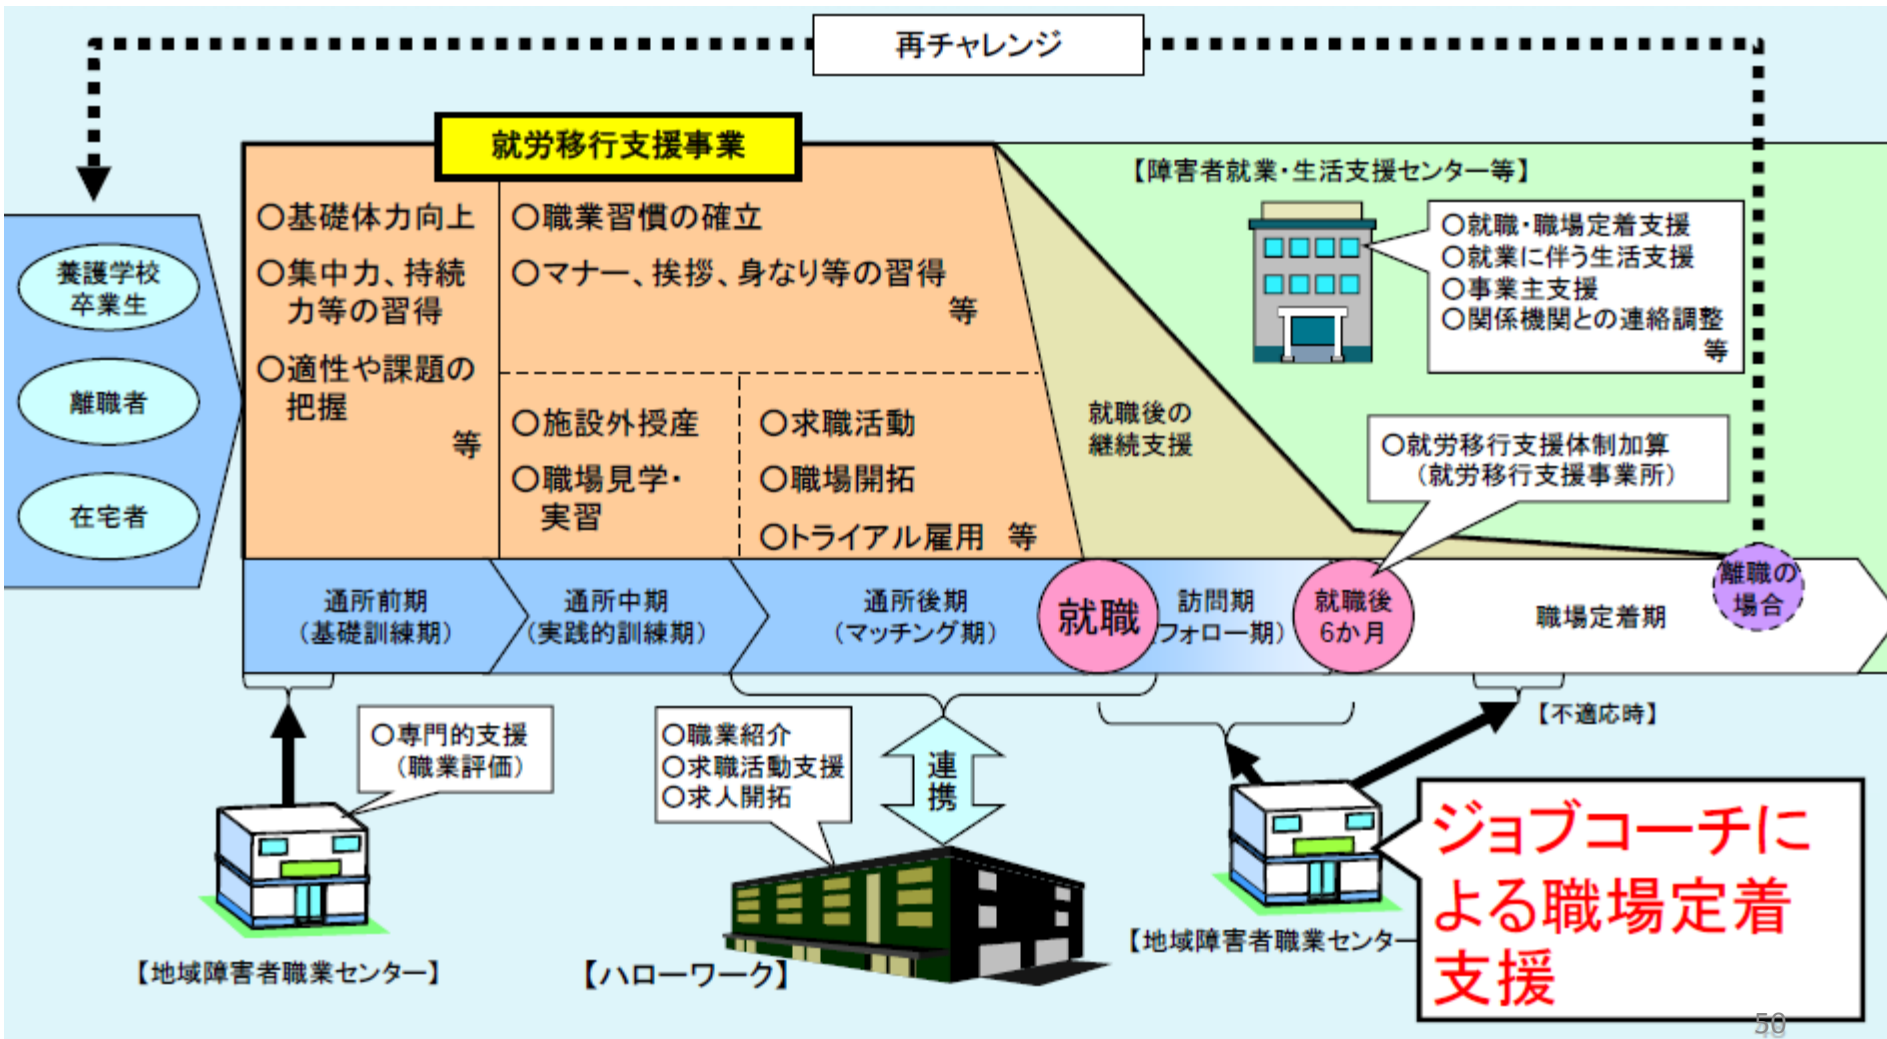 再チャレンジ
就労移行支援事業
養護学校
卒業生
離職者
在宅者
○基礎体力向上
○集中力、持続
力等の習得
○適性や課題の
把握
等
○職業習慣の確立
○マナー、挨拶、身なり等の習得
等
○施設外授産
○職場見学・
実習
○求職活動
○職場開拓
○トライアル雇用 等
就職後の
継続支援
【障害者就業・生活支援センター等】
○就職・職場定着支援
○就業に伴う生活支援
○事業主支援
○関係機関との連絡調整
等
○就労移行支援体制加算
（就労移行支援事業所）
通所前期
（基礎訓練期）
通所中期
（実践的訓練期）
通所後期
（マッチング期）
就職
訪問期
（フォロー期）
就職後
6か月
職場定着期
離職の
場合
○専門的支援
（職業評価）
【地域障害者職業センター】
○職業紹介
○求職活動支援
○求人開拓
連
携
【ハローワーク】
【不適応時】
【地域障害者職業センター
ジョブコーチに
よる職場定着
支援